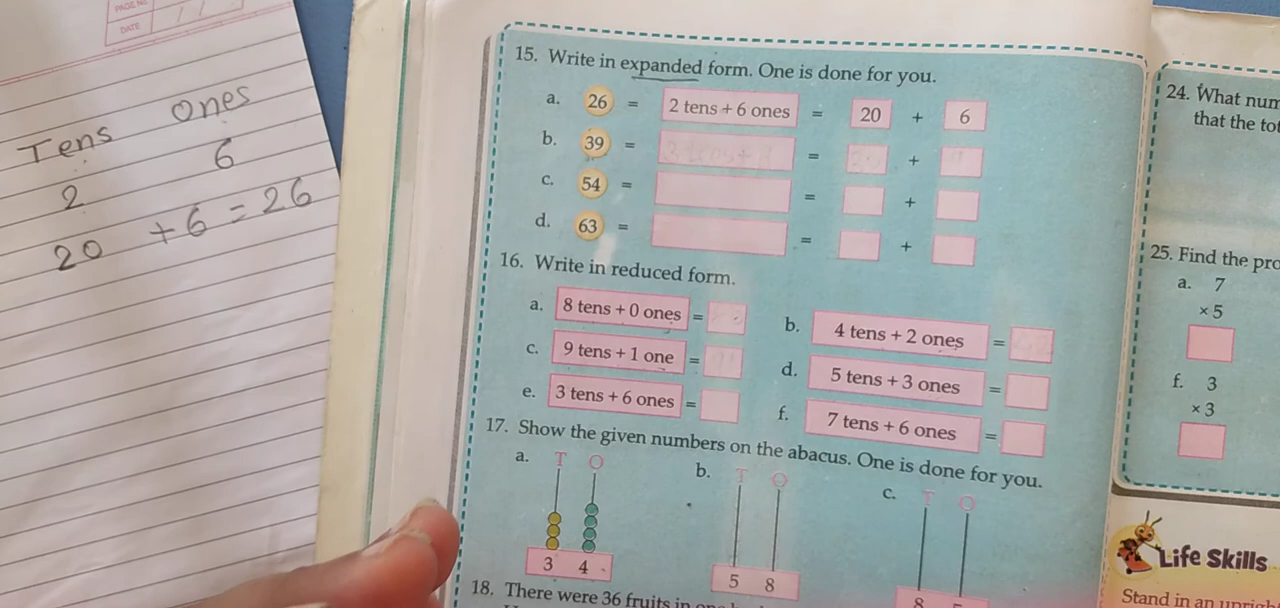 PAGE No.
DATE
Tens Ones
2 6
20 + 6 = 26
15. Write in expanded form. One is done for you.
a. 26 = 2 tens + 6 ones = 20 + 6
b. 39 = = +
c. 54 = = +
d. 63 = = +
16. Write in reduced form.
a. 8 tens + 0 ones =
b. 4 tens + 2 ones =
c. 9 tens + 1 one =
d. 5 tens + 3 ones =
e. 3 tens + 6 ones =
f. 7 tens + 6 ones =
17. Show the given numbers on the abacus. One is done for you.
a. T O
3 4
b. T O
5 8
c. T O
8
18. There were 36 fruits in
24. What num
that the tot
25. Find the pro
a. 7
× 5
f. 3
× 3
Life Skills
Stand in an uprigh